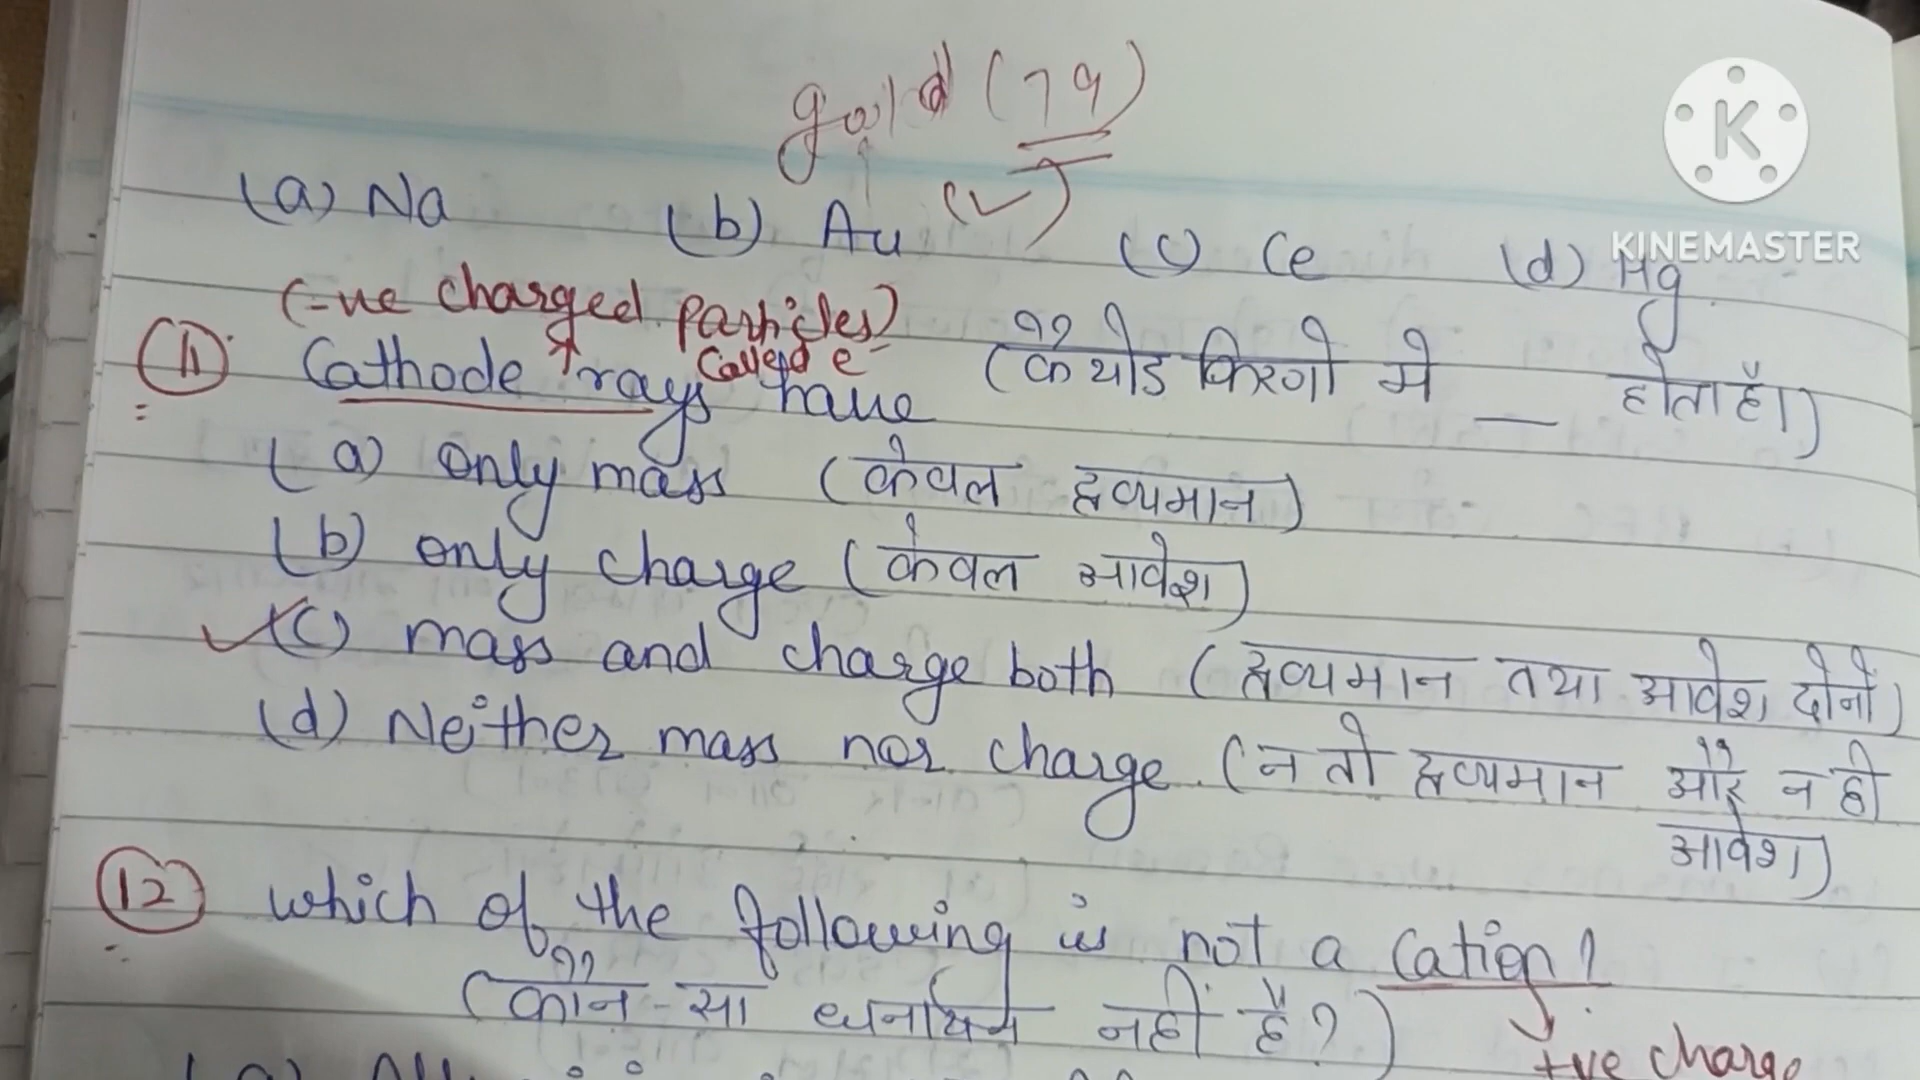 gold (79)
(a) Na (b) Au (✓) (c) Ce (d) Hg
KINEMASTER
(-ve charged particles)
called e⁻
(11) Cathode rays have (कैथोड किरणो मे __ होता हैं।)
(a) only mass (केवल द्रव्यमान)
(b) only charge (केवल आवेश)
✓(c) mass and charge both (द्रव्यमान तथा आवेश दोनों)
(d) Neither mass nor charge (न तो द्रव्यमान और न ही
आवेश)
(12) which of the following is not a cation?
(कौन-सा धनायन नहीं है?)
+ve charge